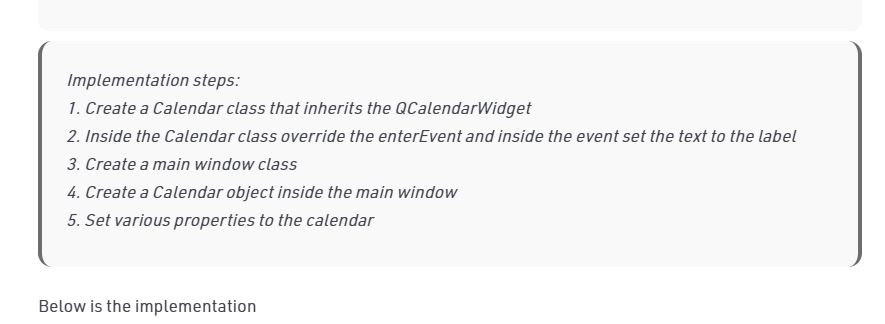 Implementation steps:
1. Create a Calendar class that inherits the QCalendarWidget
2. Inside the Calendar class override the enterEvent and inside the event set the text to the label
3. Create a main window class
4. Create a Calendar object inside the main window
5. Set various properties to the calendar
Below is the implementation